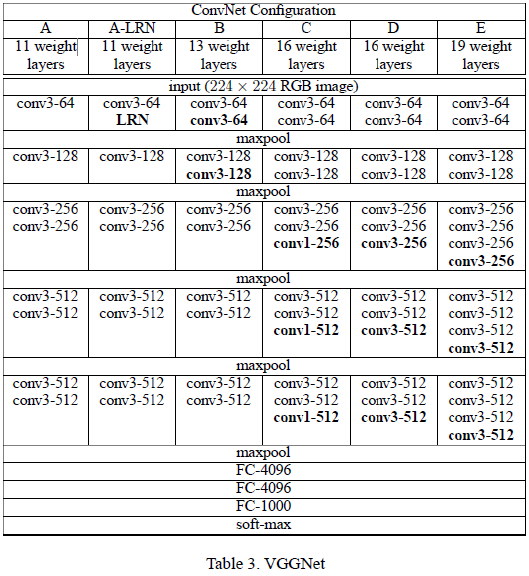 ConvNet Configuration
A A-LRN B C D E
11 weight 11 weight 13 weight 16 weight 16 weight 19 weight
layers layers layers layers layers layers
input (224 × 224 RGB image)
conv3-64 conv3-64 conv3-64 conv3-64 conv3-64 conv3-64
LRN conv3-64 conv3-64 conv3-64 conv3-64
maxpool
conv3-128 conv3-128 conv3-128 conv3-128 conv3-128 conv3-128
conv3-128 conv3-128 conv3-128 conv3-128
maxpool
conv3-256 conv3-256 conv3-256 conv3-256 conv3-256 conv3-256
conv3-256 conv3-256 conv3-256 conv3-256 conv3-256 conv3-256
conv1-256 conv3-256 conv3-256
conv3-256
maxpool
conv3-512 conv3-512 conv3-512 conv3-512 conv3-512 conv3-512
conv3-512 conv3-512 conv3-512 conv3-512 conv3-512 conv3-512
conv1-512 conv3-512 conv3-512
conv3-512
maxpool
conv3-512 conv3-512 conv3-512 conv3-512 conv3-512 conv3-512
conv3-512 conv3-512 conv3-512 conv3-512 conv3-512 conv3-512
conv1-512 conv3-512 conv3-512
conv3-512
maxpool
FC-4096
FC-4096
FC-1000
soft-max
Table 3. VGGNet